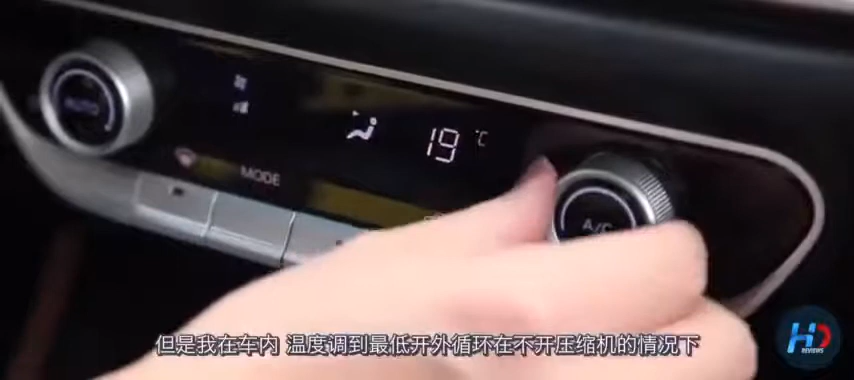 AUTO
19 °C
MODE
A/C
但是我在车内 温度调到最低开外循环在不开压缩机的情况下
HD
REVIEWS